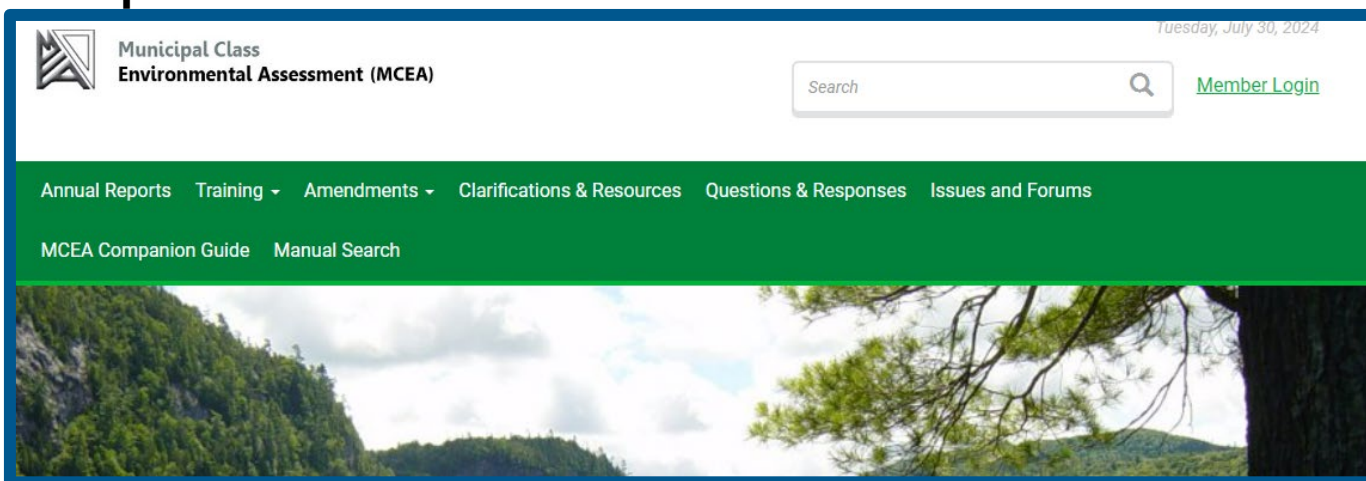 Tuesday, July 30, 2024
Municipal Class
Environmental Assessment (MCEA)
Search
Member Login
Annual Reports Training Amendments Clarifications & Resources Questions & Responses Issues and Forums
MCEA Companion Guide Manual Search